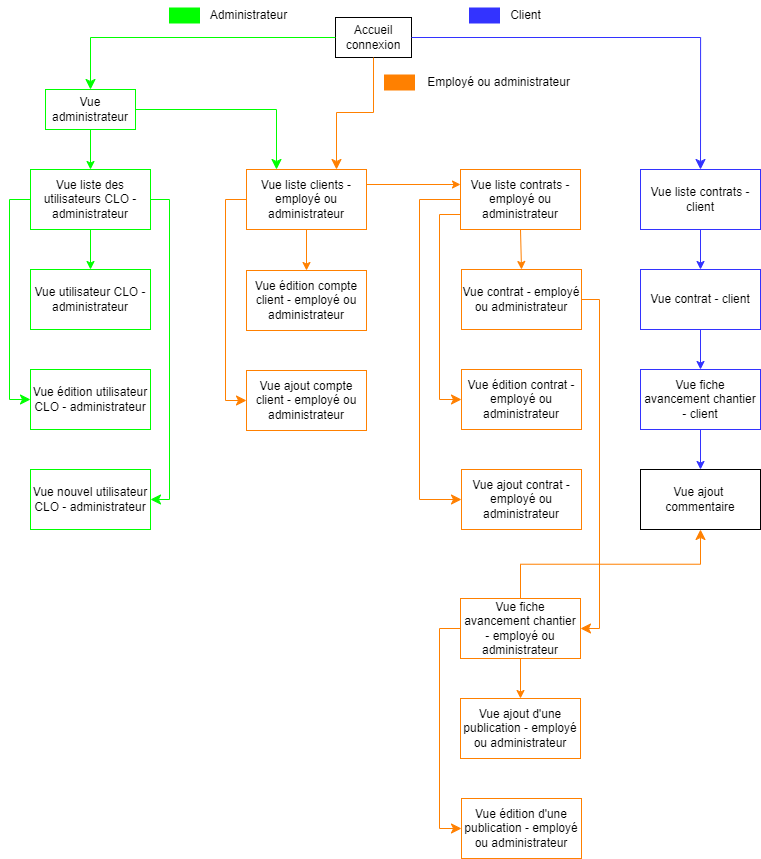 Administrateur
Client
Accueil
connexion
Employé ou administrateur
Vue
administrateur
Vue liste des
utilisateurs CLO -
administrateur
Vue liste clients -
employé ou
administrateur
Vue liste contrats -
employé ou
administrateur
Vue liste contrats -
client
Vue utilisateur CLO -
administrateur
Vue édition compte
client - employé ou
administrateur
Vue contrat - employé
ou administrateur
Vue contrat - client
Vue édition utilisateur
CLO - administrateur
Vue ajout compte
client - employé ou
administrateur
Vue édition contrat -
employé ou
administrateur
Vue fiche
avancement chantier
- client
Vue nouvel utilisateur
CLO - administrateur
Vue ajout contrat -
employé ou
administrateur
Vue ajout
commentaire
Vue fiche
avancement chantier
- employé ou
administrateur
Vue ajout d'une
publication - employé
ou administrateur
Vue édition d'une
publication - employé
ou administrateur